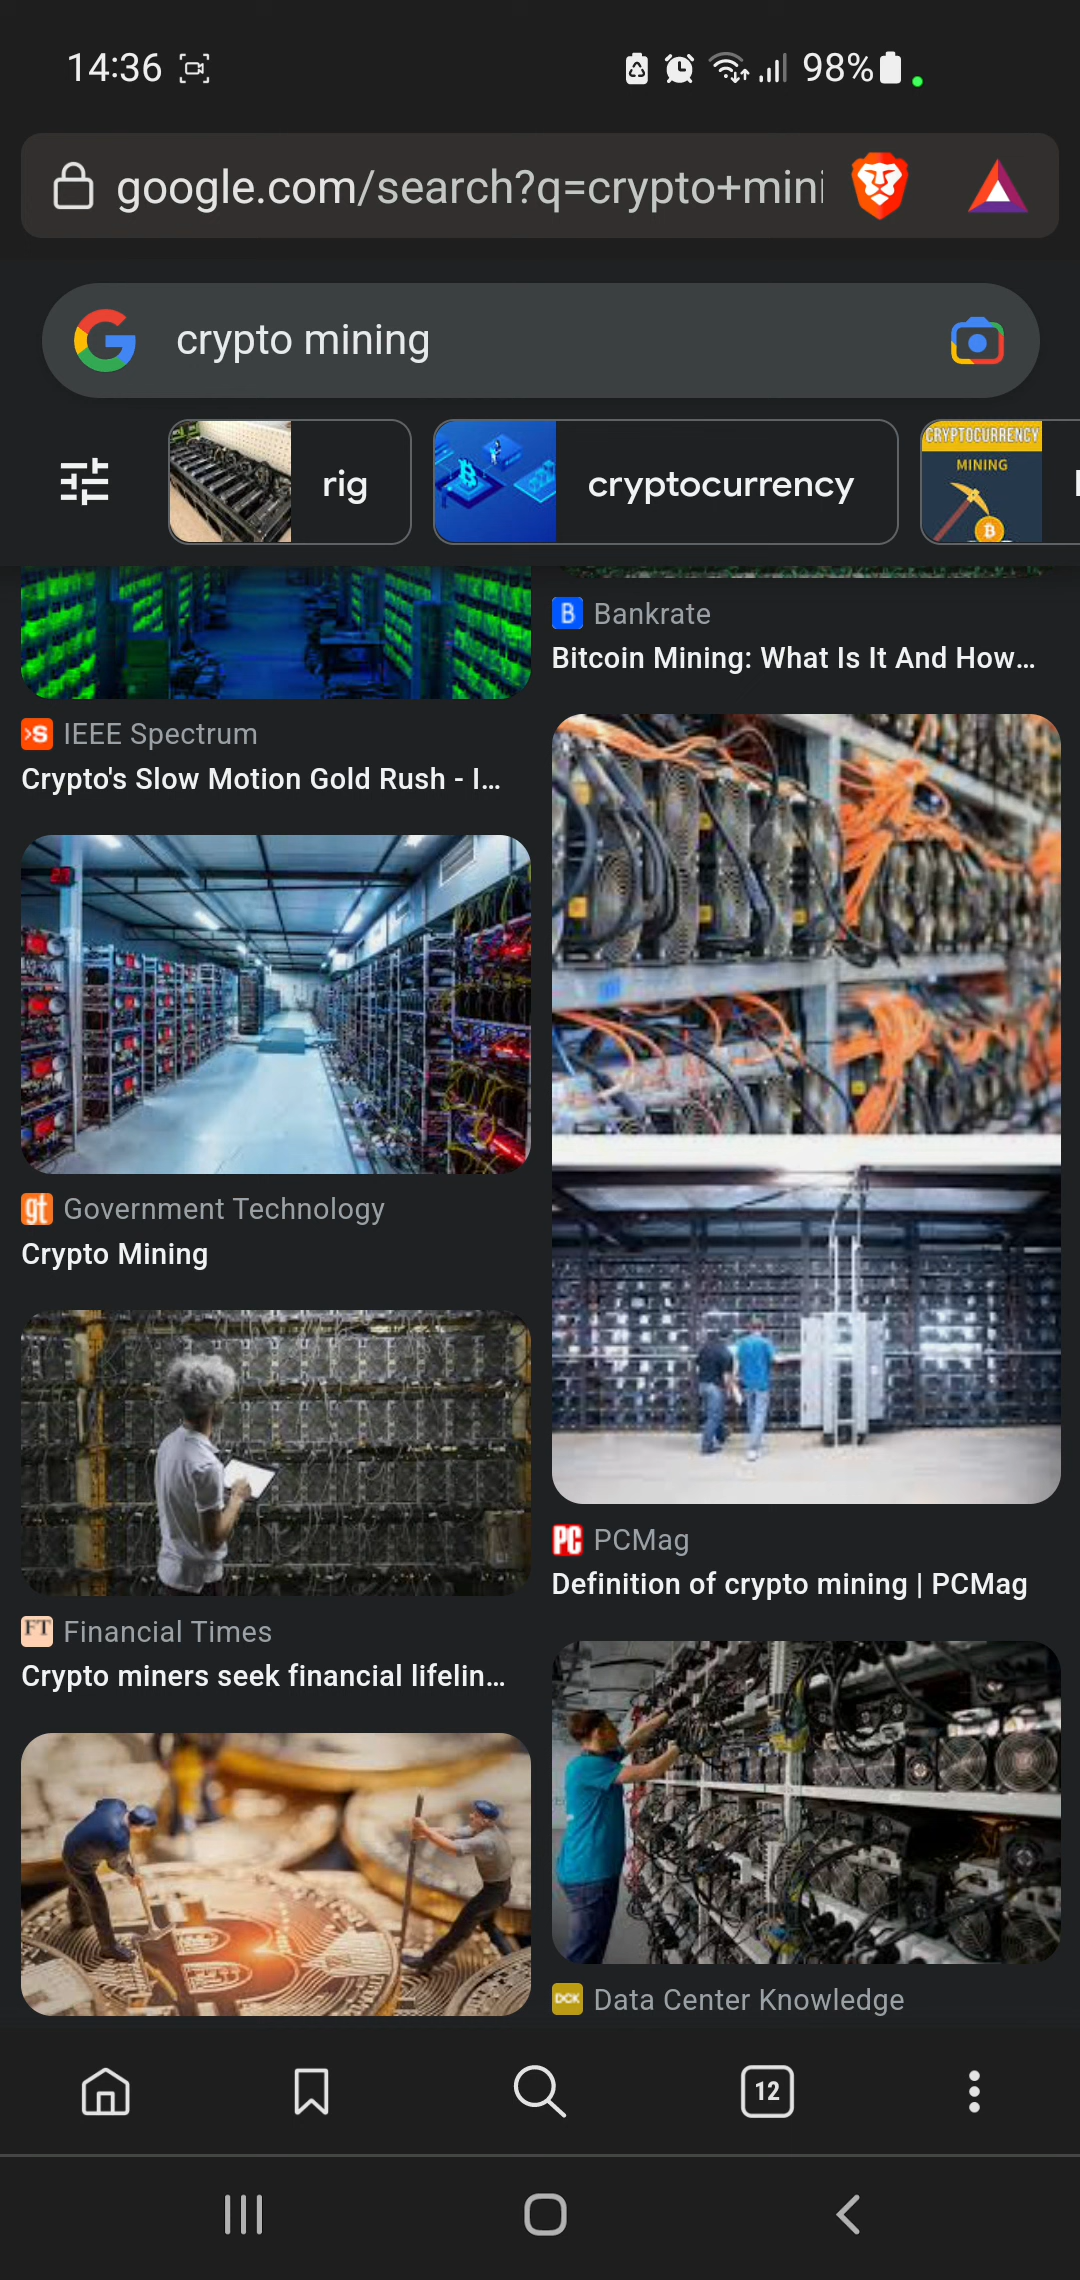 14:36
98%
google.com/search?q=crypto+mini
crypto mining
rig
cryptocurrency
CRYPTOCURRENCY
MINING
Bankrate
Bitcoin Mining: What Is It And How...
IEEE Spectrum
Crypto's Slow Motion Gold Rush - I...
Government Technology
Crypto Mining
PCMag
Definition of crypto mining | PCMag
FT Financial Times
Crypto miners seek financial lifelin...
DCK Data Center Knowledge
12